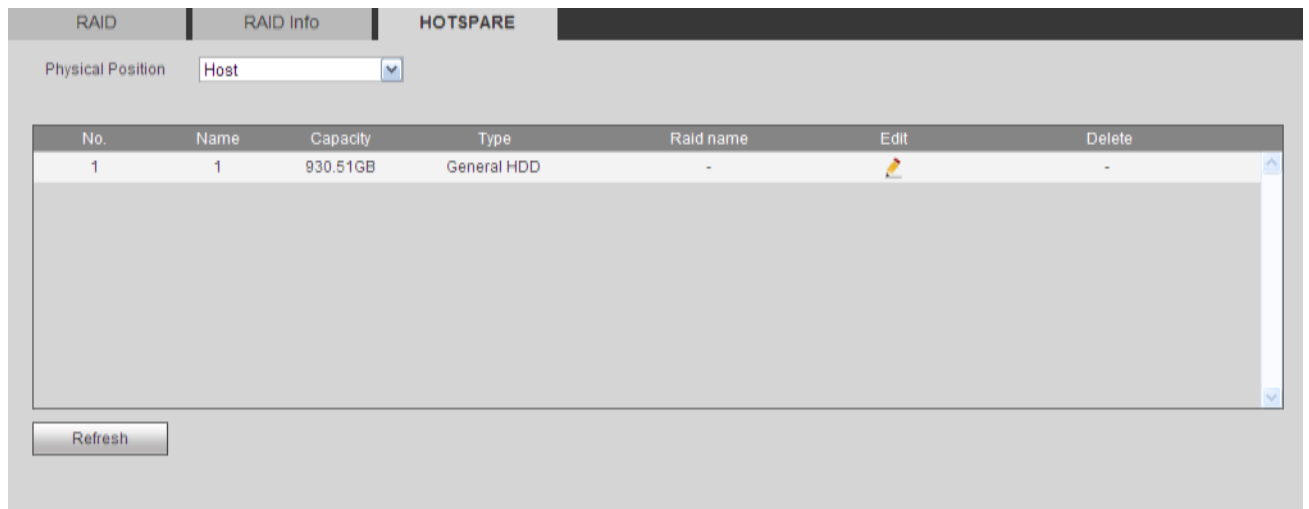 RAID RAID Info HOTSPARE
Physical Position Host
No. Name Capacity Type Raid name Edit Delete
1 1 930.51GB General HDD - -
Refresh